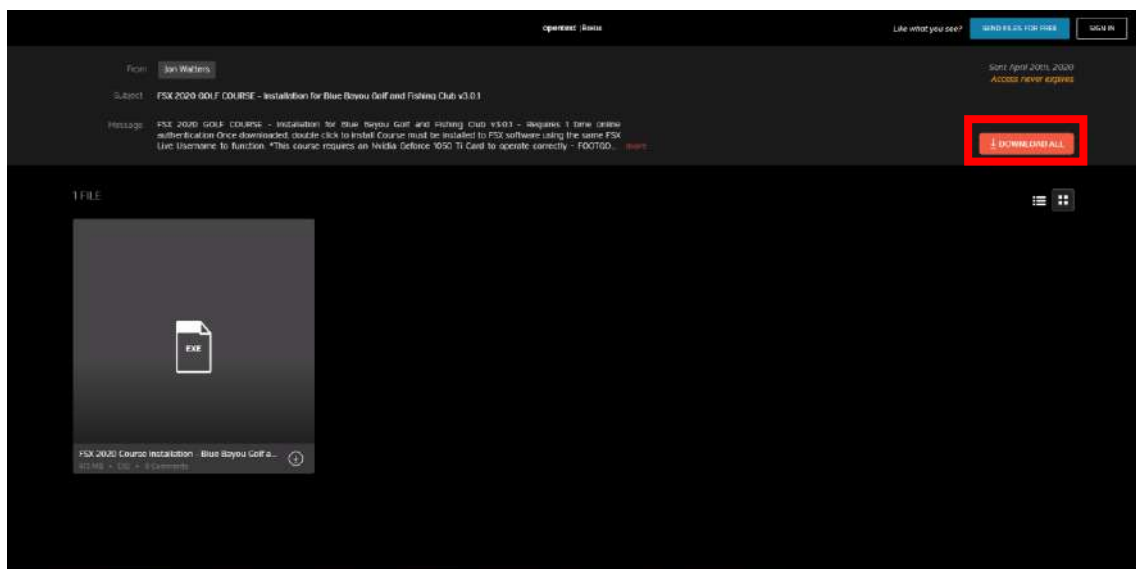 opentext | Hightail
Like what you see?
SEND FILES FOR FREE
SIGN IN
From
Jon Watters
Sent April 20th, 2020
Access never expires
Subject
FSX 2020 GOLF COURSE - Installation for Blue Bayou Golf and Fishing Club v3.0.1
Message
FSX 2020 GOLF COURSE - Installation for Blue Bayou Golf and Fishing Club v3.0.1 - Requires 1 time online
authentication Once downloaded, double click to install Course must be installed to FSX software using the same FSX
Live Username to function. *This course requires an Nvidia Geforce 1050 Ti Card to operate correctly - FOOTGO... more
DOWNLOAD ALL
1 FILE
EXE
FSX 2020 Course Installation - Blue Bayou Golf a...
MB • EXE • 0 Comments